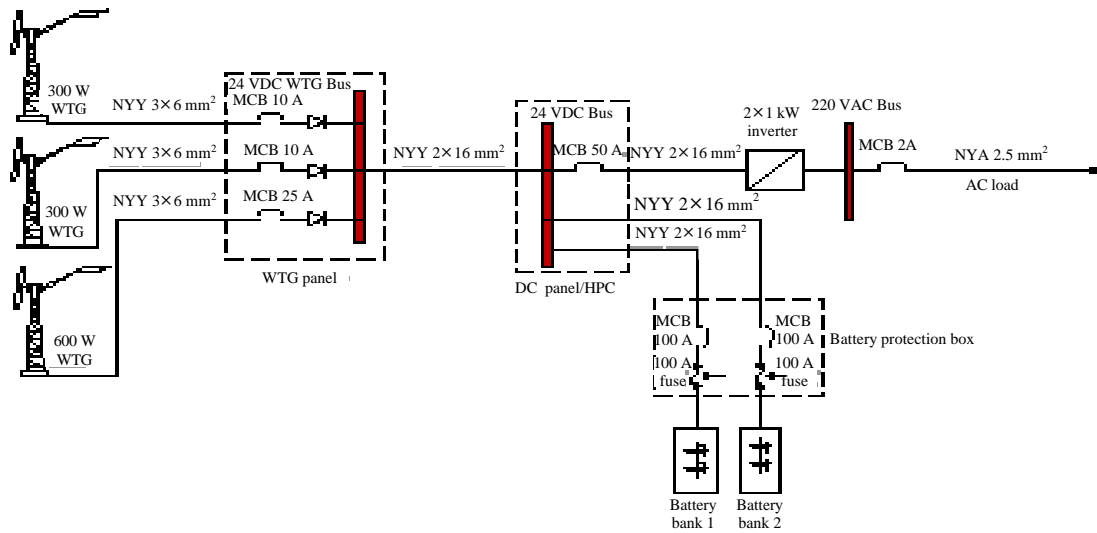 300 W
WTG
NYY 3×6 mm²
24 VDC WTG Bus
MCB 10 A
NYY 3×6 mm²
MCB 10 A
300 W
WTG
NYY 3×6 mm²
MCB 25 A
600 W
WTG
WTG panel
NYY 2×16 mm²
24 VDC Bus
MCB 50 A
NYY 2×16 mm²
DC panel/HPC
2×1 kW
inverter
220 VAC Bus
MCB 2A
NYA 2.5 mm²
AC load
NYY 2×16 mm²
NYY 2×16 mm²
MCB
100 A
100 A
fuse
MCB
100 A
100 A
fuse
Battery protection box
Battery
bank 1
Battery
bank 2